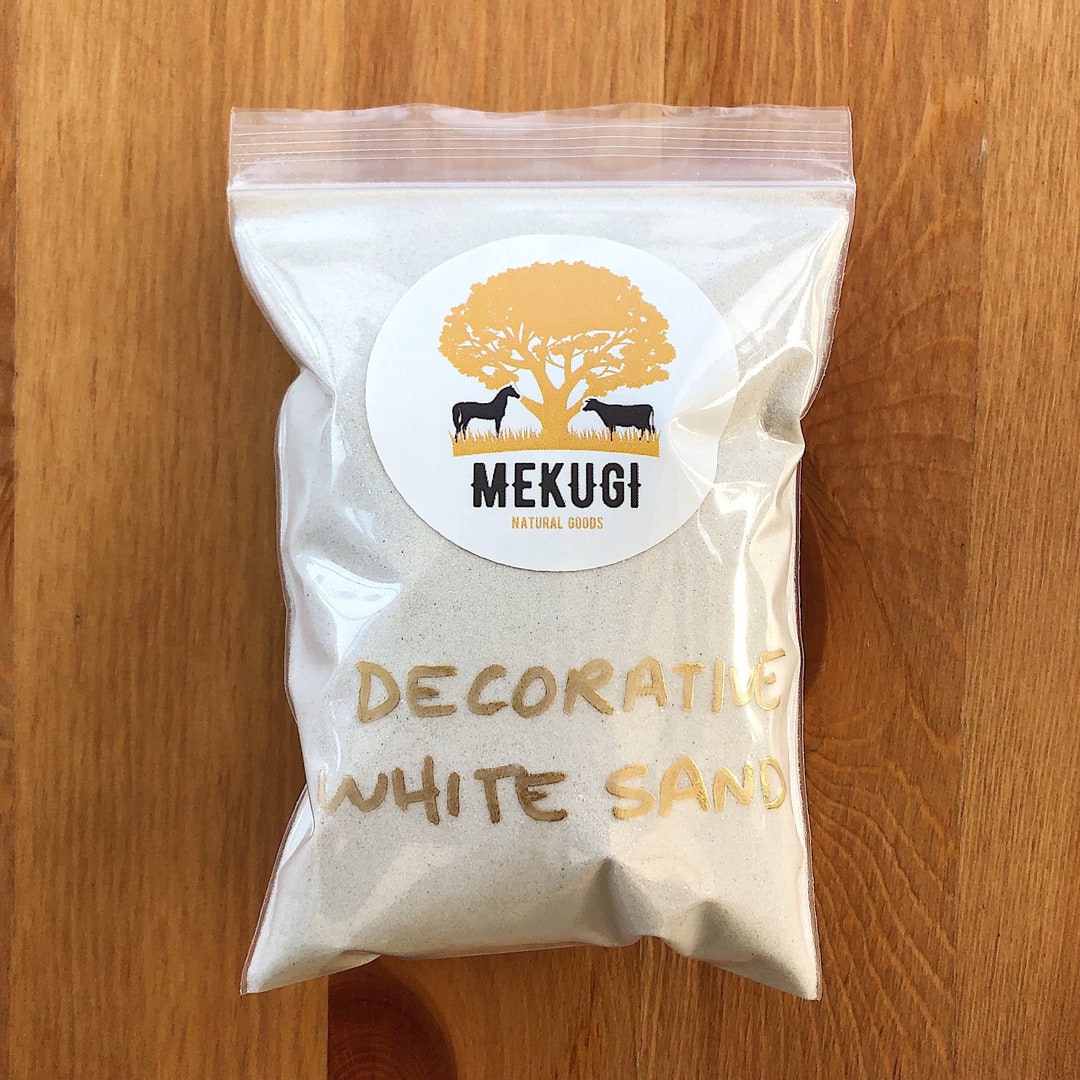 MEKUGI
NATURAL GOODS
DECORATIVE
WHITE SAND